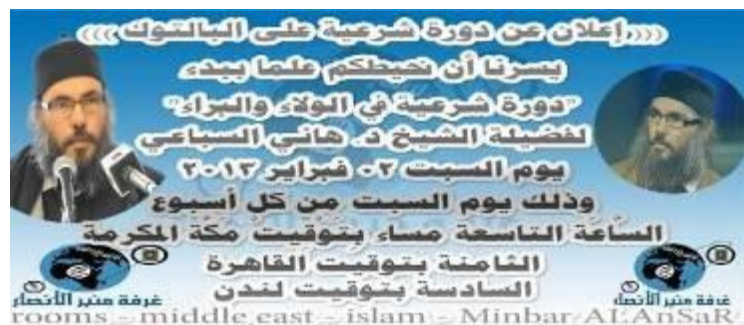 ((((إعلان عن دورة شرعية على البالتوك))))
يسرنا أن نحيطكم علما ببدء
"دورة شرعية في الولاء والبراء"
لفضيلة الشيخ د. هاني السباعي
يوم السبت ٠٢ فبراير ٢٠١٣
وذلك يوم السبت من كل أسبوع
الساعة التاسعة مساء بتوقيت مكة المكرمة
الثامنة بتوقيت القاهرة
السادسة بتوقيت لندن
غرفة منبر الأنصار
غرفة منبر الأنصار
rooms - middle east - islam - Minbar ALAnSaR